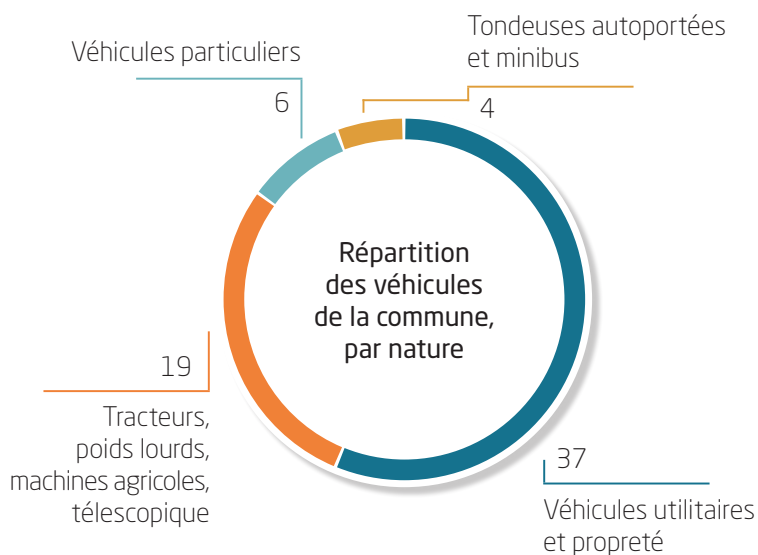 Tondeuses autoportées
et minibus
4
Véhicules particuliers
6
Répartition
des véhicules
de la commune,
par nature
19
Tracteurs,
poids lourds,
machines agricoles,
télescopique
37
Véhicules utilitaires
et propreté